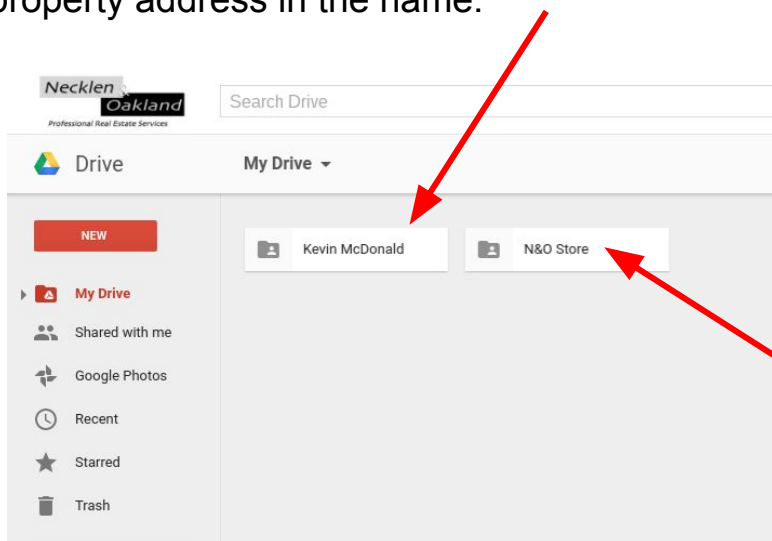 property address in the name.
Necklen
Oakland
Professional Real Estate Services
Search Drive
Drive
My Drive
NEW
Kevin McDonald
N&O Store
My Drive
Shared with me
Google Photos
Recent
Starred
Trash